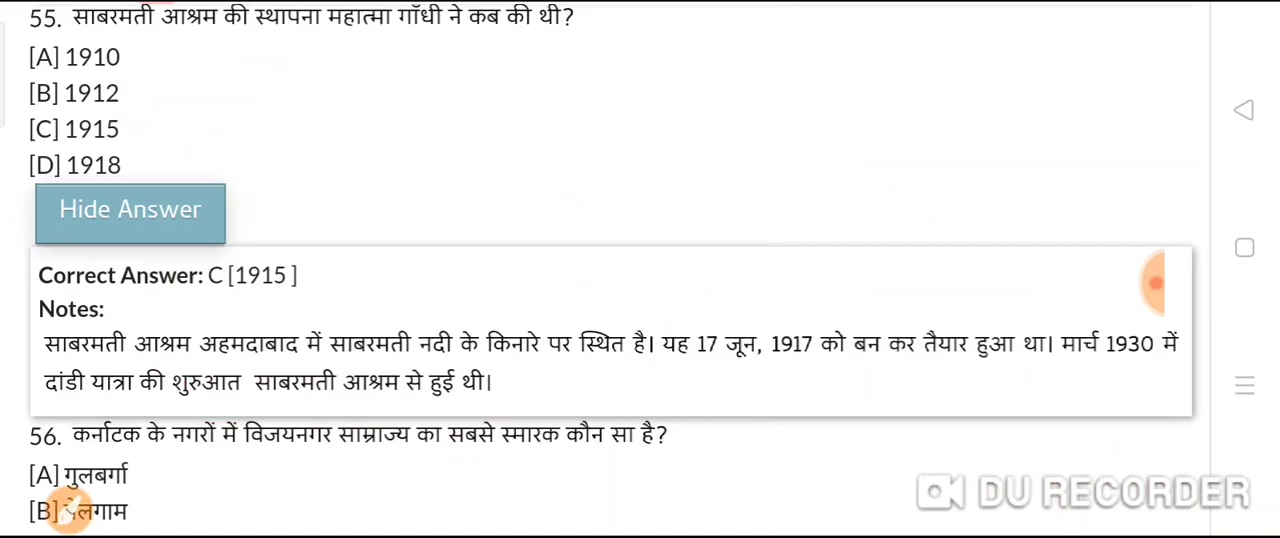 55. साबरमती आश्रम की स्थापना महात्मा गाँधी ने कब की थी?
[A] 1910
[B] 1912
[C] 1915
[D] 1918
Hide Answer
Correct Answer: C [1915 ]
Notes:
साबरमती आश्रम अहमदाबाद में साबरमती नदी के किनारे पर स्थित है। यह 17 जून, 1917 को बन कर तैयार हुआ था। मार्च 1930 में
दांडी यात्रा की शुरुआत साबरमती आश्रम से हुई थी।
56. कर्नाटक के नगरों में विजयनगर साम्राज्य का सबसे स्मारक कौन सा है?
[A] गुलबर्गा
[B]
DU RECORDER